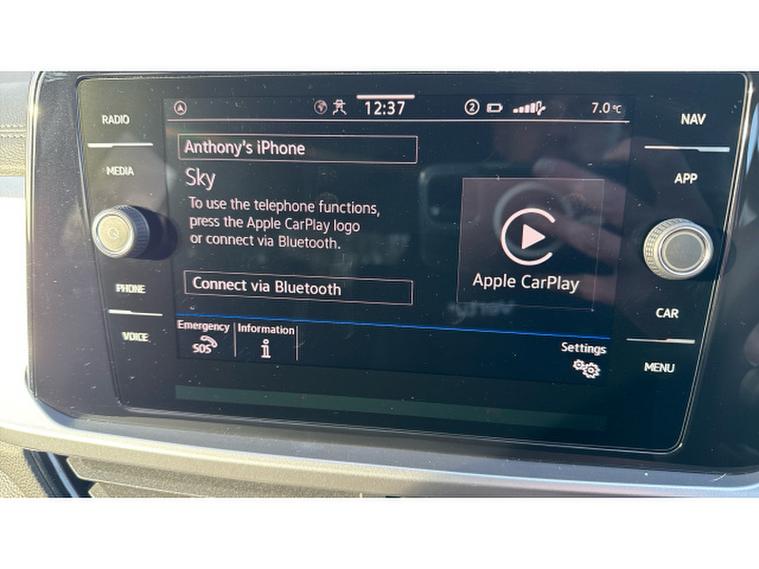 RADIO
MEDIA
PHONE
VOICE
12:37
2
7.0°C
Anthony's iPhone
Sky
To use the telephone functions,
press the Apple CarPlay logo
or connect via Bluetooth.
Connect via Bluetooth
Apple CarPlay
Emergency
SOS
Information
i
Settings
NAV
APP
CAR
MENU